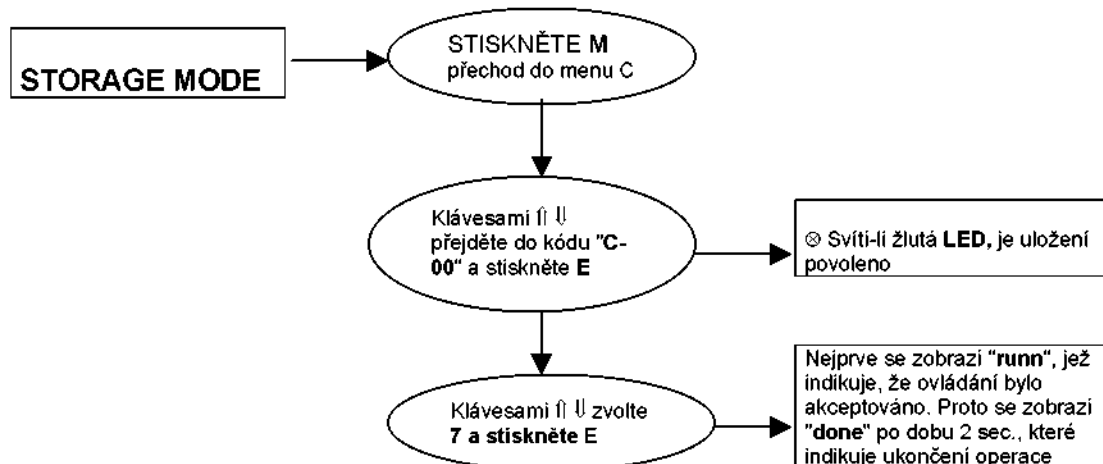 STORAGE MODE
STISKNĚTE M
přechod do menu C
Klávesami ⇑ ⇓
přejděte do kódu "C-
00" a stiskněte E
⊗ Svítí-lí žlutá LED, je uložení
povoleno
Klávesami ⇑ ⇓ zvolte
7 a stiskněte E
Nejprve se zobrazí "runn", jež
indikuje, že ovládání bylo
akceptováno. Proto se zobrazí
"done" po dobu 2 sec., které
indikuje ukončení operace